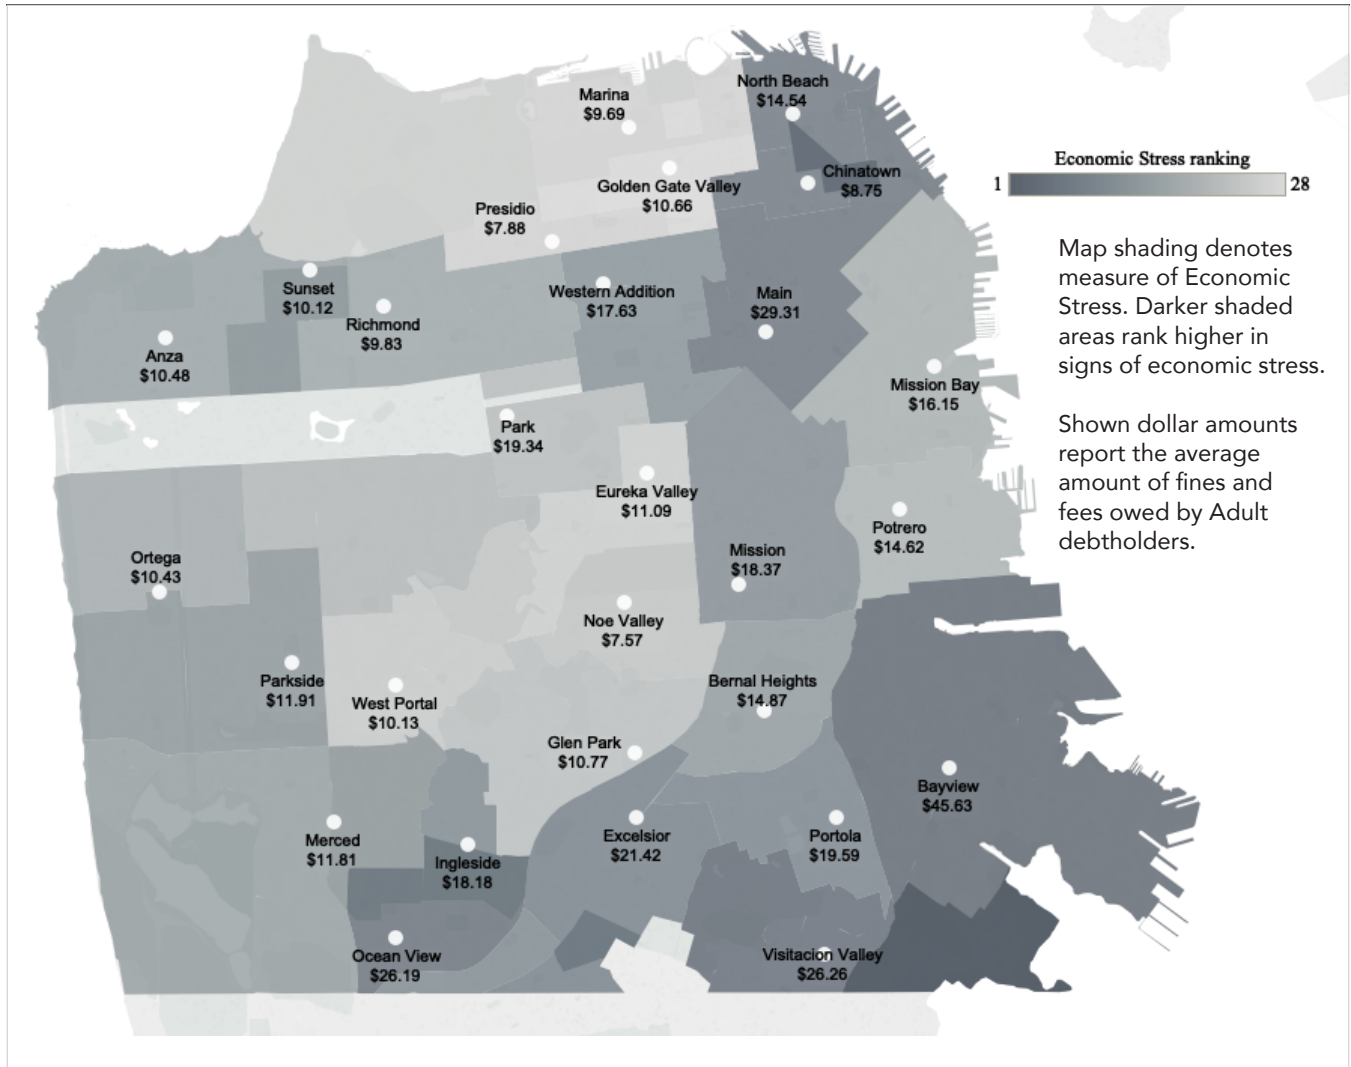 Marina
$9.69
North Beach
$14.54
Economic Stress ranking
1
28
Chinatown
$8.75
Golden Gate Valley
$10.66
Presidio
$7.88
Map shading denotes
measure of Economic
Stress. Darker shaded
areas rank higher in
signs of economic stress.
Sunset
$10.12
Western Addition
$17.63
Main
$29.31
Richmond
$9.83
Anza
$10.48
Mission Bay
$16.15
Park
$19.34
Shown dollar amounts
report the average
amount of fines and
fees owed by Adult
debtholders.
Eureka Valley
$11.09
Potrero
$14.62
Ortega
$10.43
Mission
$18.37
Noe Valley
$7.57
Parkside
$11.91
West Portal
$10.13
Bernal Heights
$14.87
Glen Park
$10.77
Bayview
$45.63
Merced
$11.81
Ingleside
$18.18
Excelsior
$21.42
Portola
$19.59
Ocean View
$26.19
Visitacion Valley
$26.26